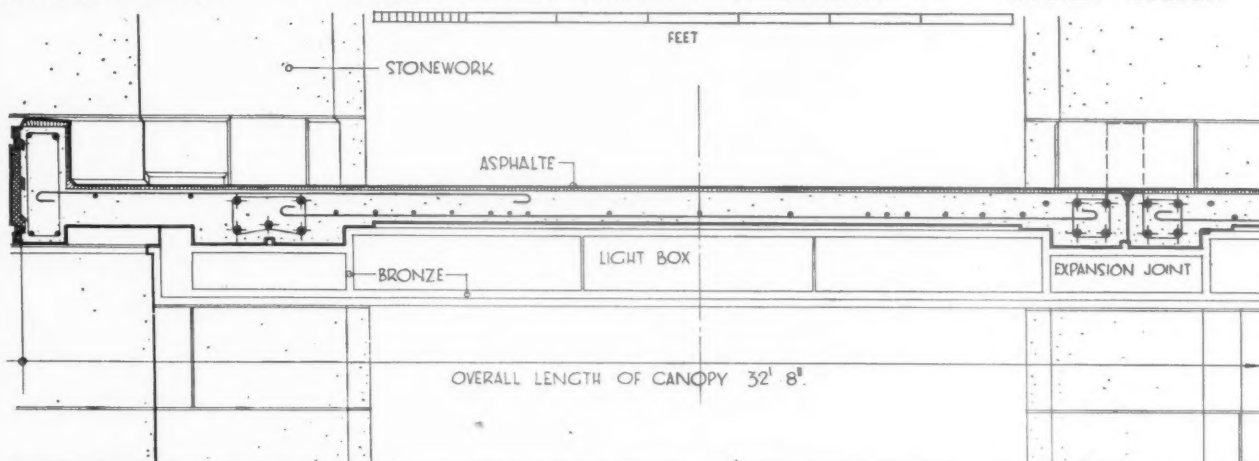 FEET
STONEWORK
ASPHALTE
LIGHT BOX
BRONZE
EXPANSION JOINT
OVERALL LENGTH OF CANOPY 32' 8".